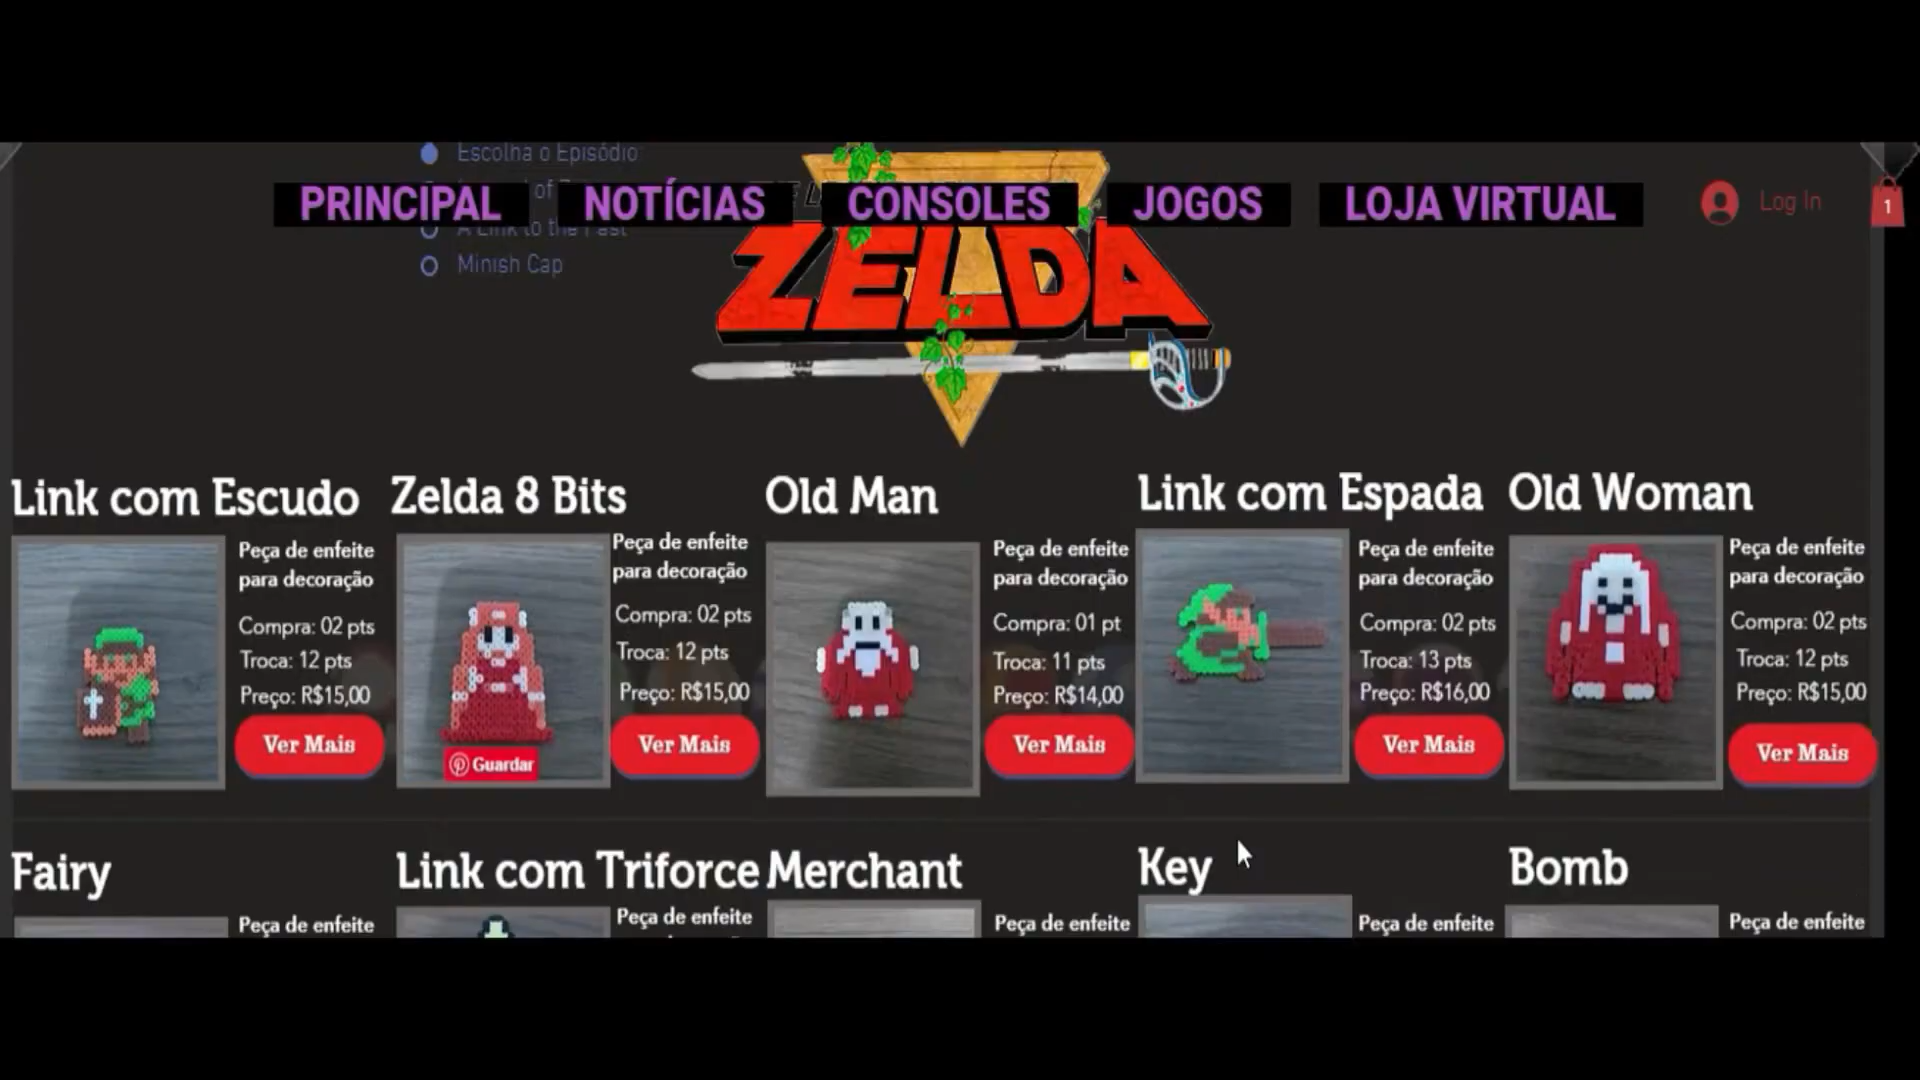 Escolha o Episódio
PRINCIPAL
NOTÍCIAS
CONSOLES
JOGOS
LOJA VIRTUAL
Log In
1
of
A Link to the Past
Minish Cap
ZELDA
Link com Escudo
Peça de enfeite
para decoração
Compra: 02 pts
Troca: 12 pts
Preço: R$15,00
Ver Mais
Zelda 8 Bits
Peça de enfeite
para decoração
Compra: 02 pts
Troca: 12 pts
Preço: R$15,00
Guardar
Ver Mais
Old Man
Peça de enfeite
para decoração
Compra: 01 pt
Troca: 11 pts
Preço: R$14,00
Ver Mais
Link com Espada
Peça de enfeite
para decoração
Compra: 02 pts
Troca: 13 pts
Preço: R$16,00
Ver Mais
Old Woman
Peça de enfeite
para decoração
Compra: 02 pts
Troca: 12 pts
Preço: R$15,00
Ver Mais
Fairy
Peça de enfeite
Link com Triforce
Peça de enfeite
Merchant
Peça de enfeite
Key
Peça de enfeite
Bomb
Peça de enfeite